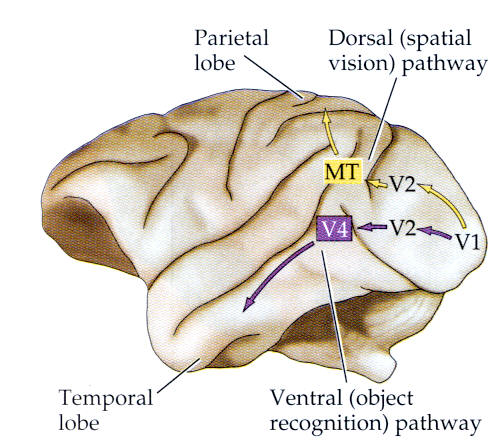 Parietal
lobe
Dorsal (spatial
vision) pathway
MT
V2
V4
V2
V1
Temporal
lobe
Ventral (object
recognition) pathway